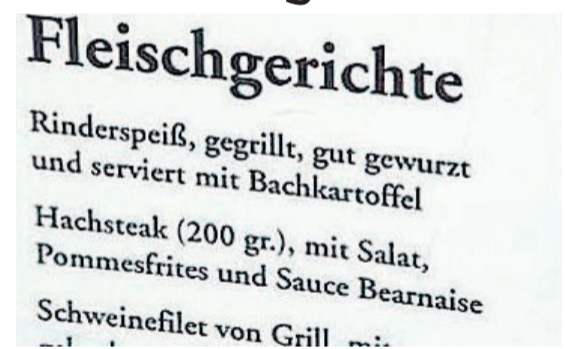 Fleischgerichte
Rinderspeiß, gegrillt, gut gewurzt
und serviert mit Bachkartoffel
Hachsteak (200 gr.), mit Salat,
Pommesfrites und Sauce Bearnaise
Schweinefilet von Grill, mit